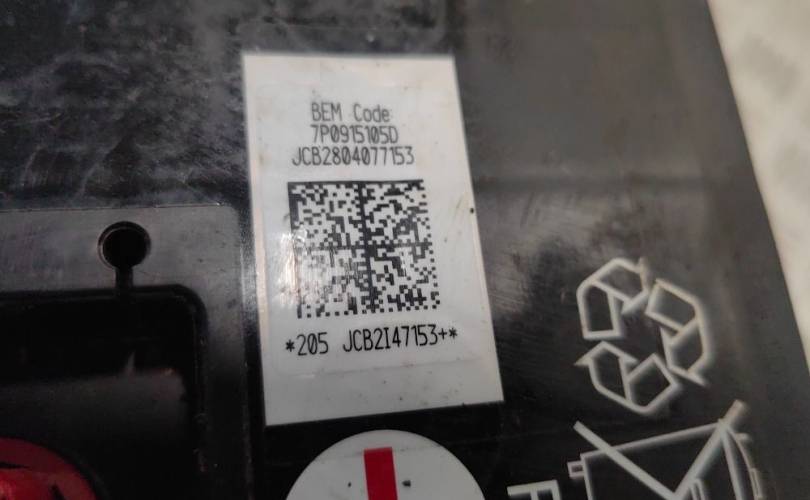 BEM Code
7P0915105D
JCB2804077153
*205 JCB2I47153+*